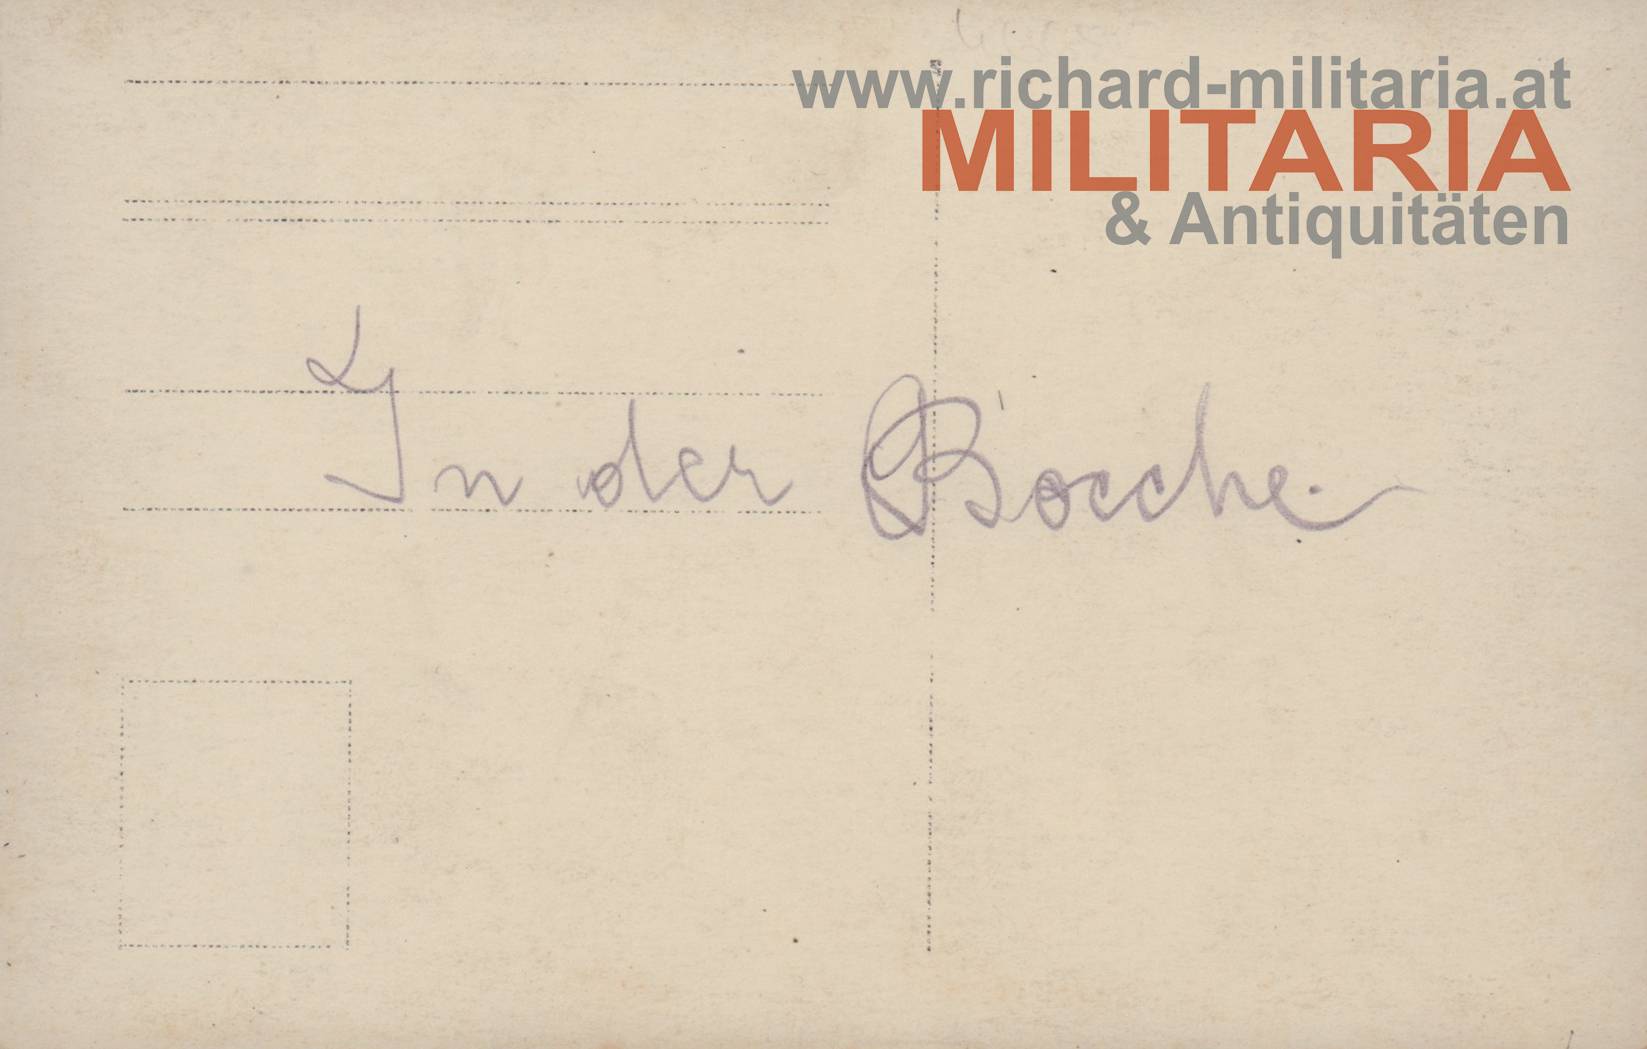 www.richard-militaria.at
MILITARIA
& Antiquitäten
In der Bocche.